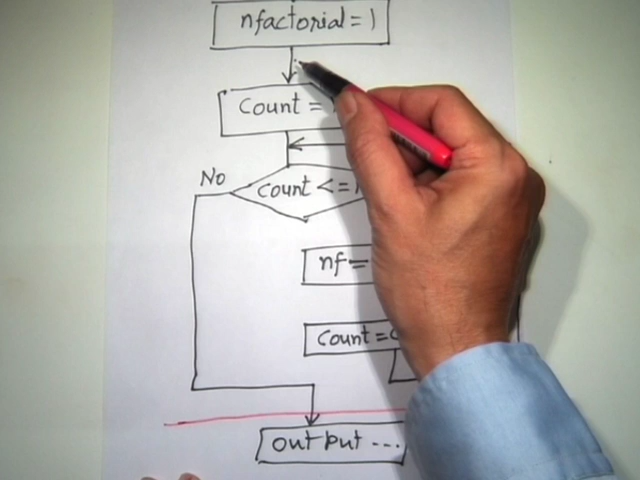 nfactorial = 1
Count =
No
Count <=
nf =
Count =
output ...